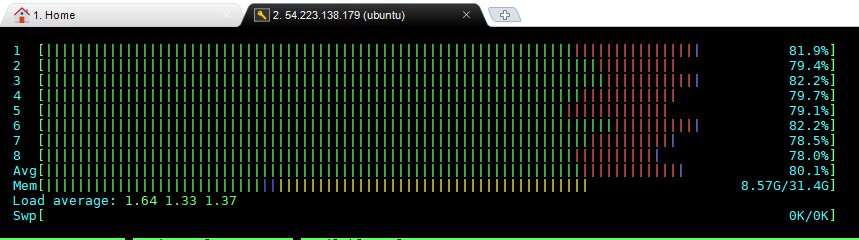 1. Home 2. 54.223.138.179 (ubuntu)
1 [ 81.9%]
2 [ 79.4%]
3 [ 82.2%]
4 [ 79.7%]
5 [ 79.1%]
6 [ 82.2%]
7 [ 78.5%]
8 [ 78.0%]
Avg[ 80.1%]
Mem[ 8.57G/31.4G]
Load average: 1.64 1.33 1.37
Swp[ 0K/0K]